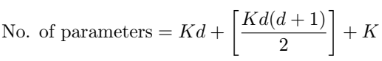 No. of parameters = Kd + [Kd(d + 1) / 2] + K